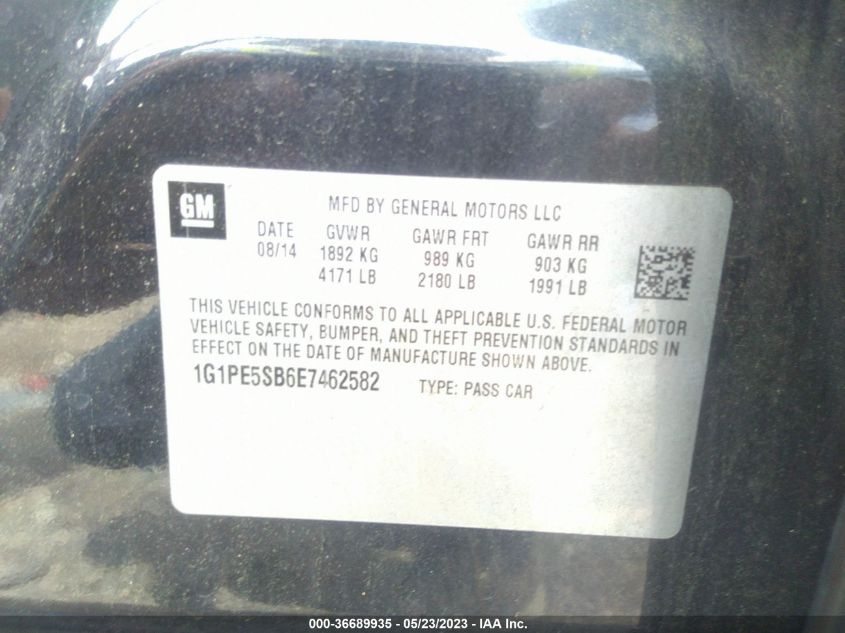 GM
MFD BY GENERAL MOTORS LLC
DATE GVWR GAWR FRT GAWR RR
08/14 1892 KG 989 KG 903 KG
4171 LB 2180 LB 1991 LB
THIS VEHICLE CONFORMS TO ALL APPLICABLE U.S. FEDERAL MOTOR
VEHICLE SAFETY, BUMPER, AND THEFT PREVENTION STANDARDS IN
EFFECT ON THE DATE OF MANUFACTURE SHOWN ABOVE.
1G1PE5SB6E7462582 TYPE: PASS CAR
000-36689935 - 05/23/2023 - IAA Inc.